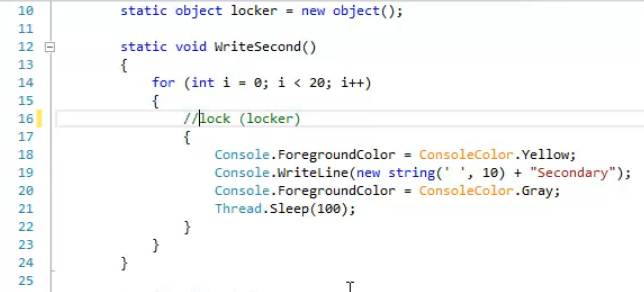 10 static object locker = new object();
11
12 static void WriteSecond()
13 {
14 for (int i = 0; i < 20; i++)
15 {
16 //lock (locker)
17 {
18 Console.ForegroundColor = ConsoleColor.Yellow;
19 Console.WriteLine(new string(' ', 10) + "Secondary");
20 Console.ForegroundColor = ConsoleColor.Gray;
21 Thread.Sleep(100);
22 }
23 }
24 }
25